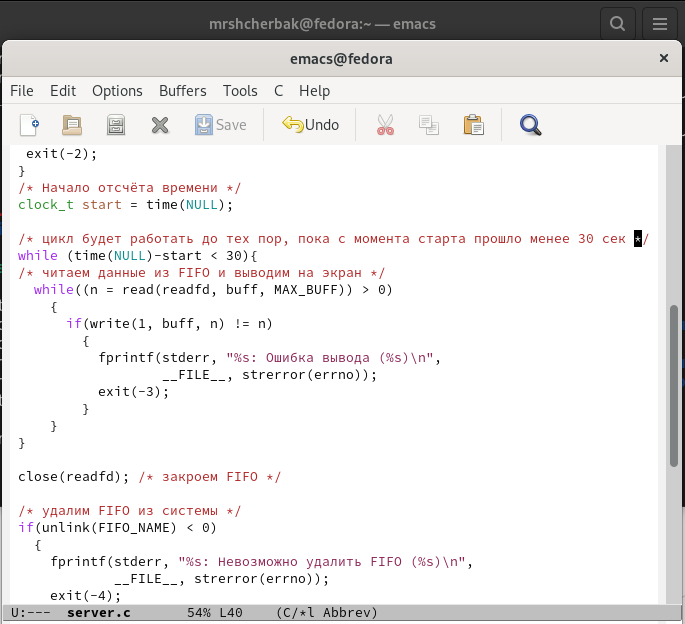 mrshcherbak@fedora:~ — emacs
emacs@fedora
File Edit Options Buffers Tools C Help
Save Undo
exit(-2);
}
/* Начало отсчёта времени */
clock_t start = time(NULL);
/* цикл будет работать до тех пор, пока с момента старта прошло менее 30 сек */
while (time(NULL)-start < 30){
/* читаем данные из FIFO и выводим на экран */
while((n = read(readfd, buff, MAX_BUFF)) > 0)
{
if(write(1, buff, n) != n)
{
fprintf(stderr, "%s: Ошибка вывода (%s)\n",
__FILE__, strerror(errno));
exit(-3);
}
}
}
close(readfd); /* закроем FIFO */
/* удалим FIFO из системы */
if(unlink(FIFO_NAME) < 0)
{
fprintf(stderr, "%s: Невозможно удалить FIFO (%s)\n",
__FILE__, strerror(errno));
exit(-4);
U:--- server.c 54% L40 (C/*l Abbrev)